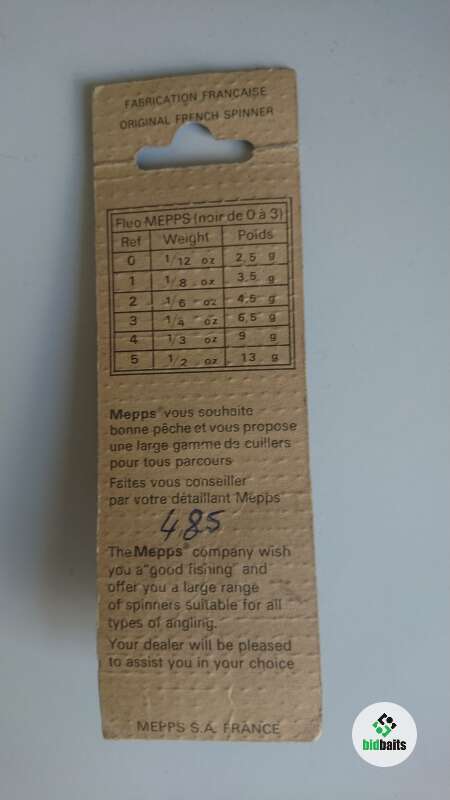 FABRICATION FRANCAISE
ORIGINAL FRENCH SPINNER
Fluo MEPPS (noir de 0 à 3)
Ref Weight Poids
0 1/12 oz 2,5 g
1 1/8 oz 3,5 g
2 1/6 oz 4,5 g
3 1/4 oz 6,5 g
4 1/3 oz 9 g
5 1/2 oz 13 g
Mepps® vous souhaite
bonne pêche et vous propose
une large gamme de cuillers
pour tous parcours
Faites vous conseiller
par votre détaillant Mepps®
485
The Mepps® company wish
you a "good fishing" and
offer you a large range
of spinners suitable for all
types of angling.
Your dealer will be pleased
to assist you in your choice
MEPPS S.A. FRANCE
bidbaits